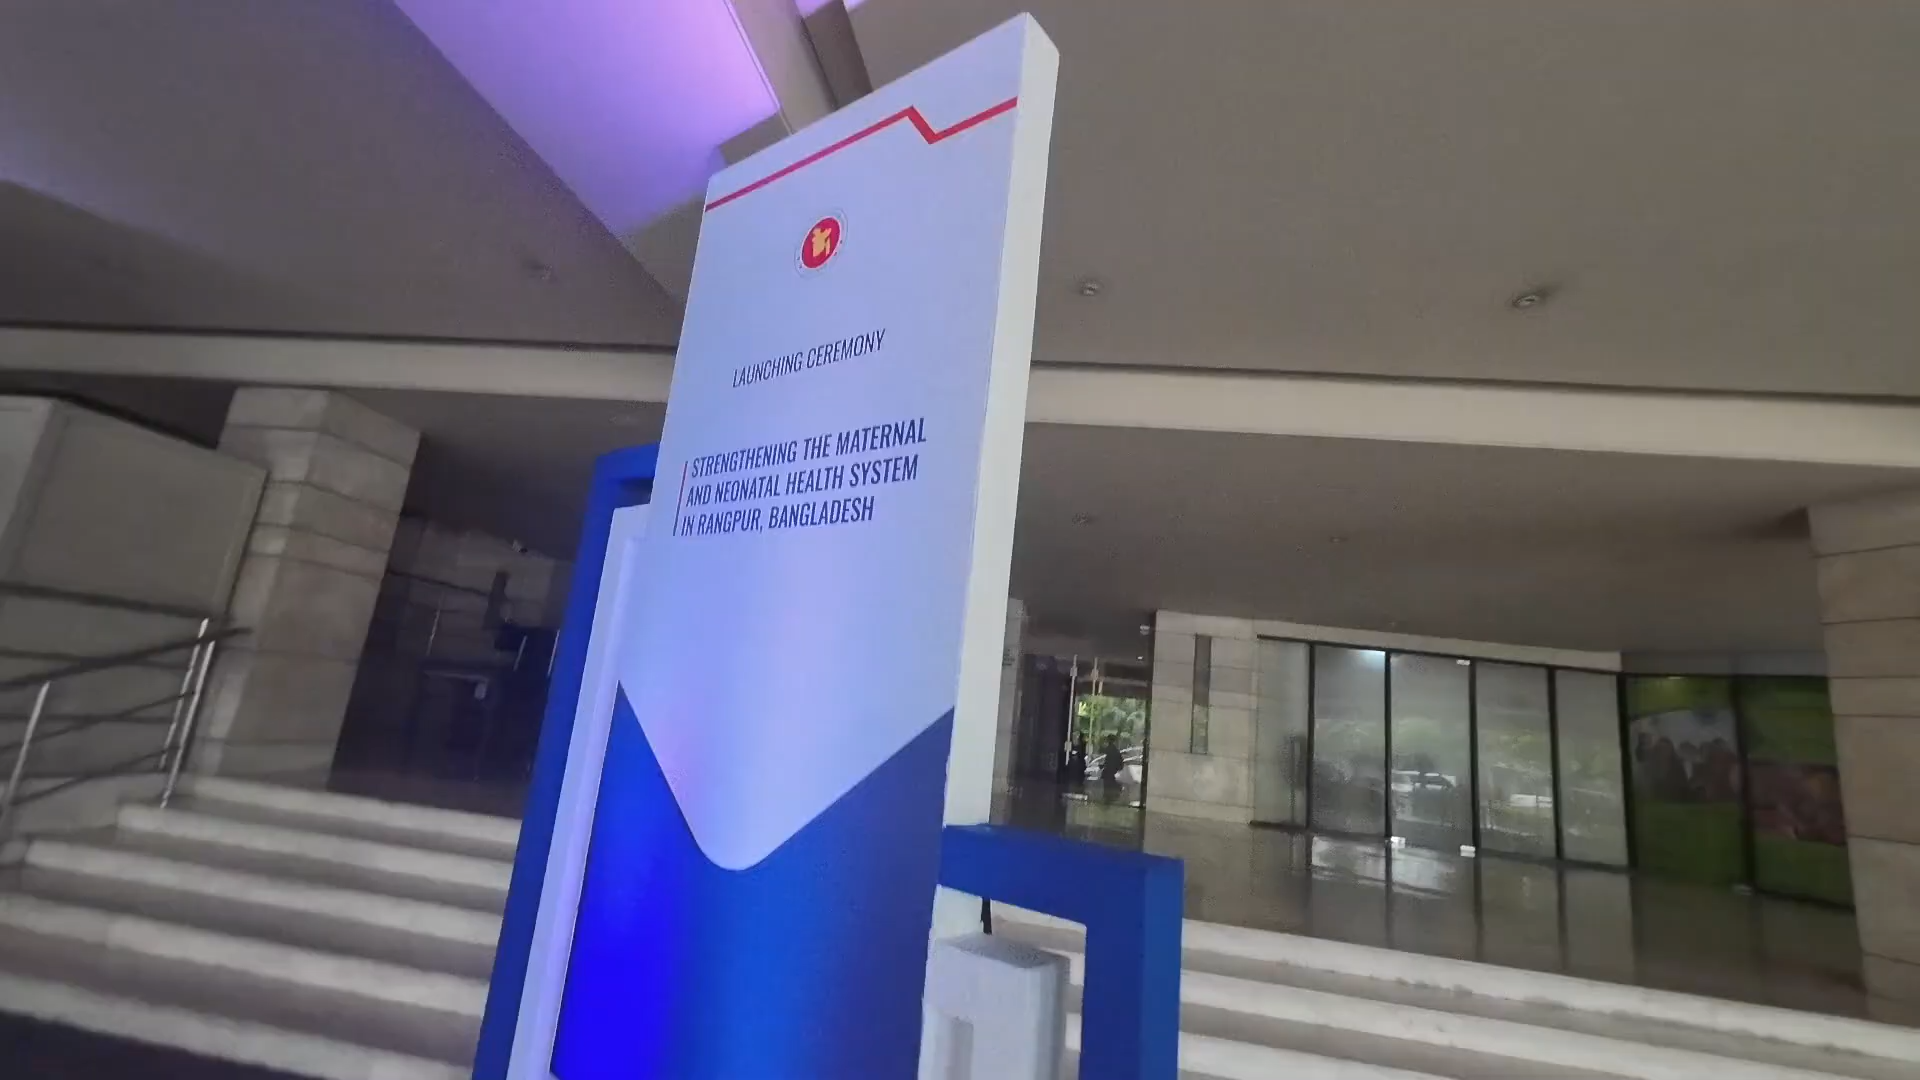 LAUNCHING CEREMONY
STRENGTHENING THE MATERNAL
AND NEONATAL HEALTH SYSTEM
IN RANGPUR, BANGLADESH